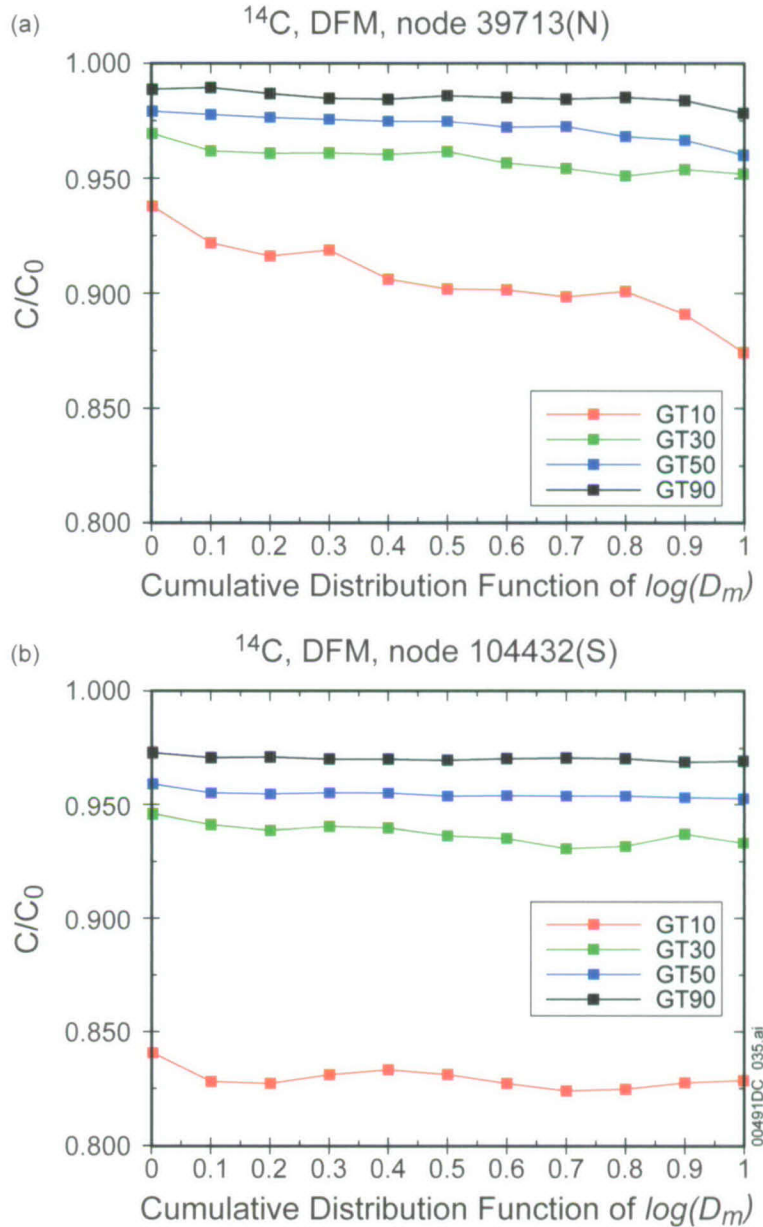 (a)
¹⁴C, DFM, node 39713(N)
1.000
0.950
0.900
0.850
0.800
C/C₀
GT10
GT30
GT50
GT90
0 0.1 0.2 0.3 0.4 0.5 0.6 0.7 0.8 0.9 1
Cumulative Distribution Function of log(Dₘ)
(b)
¹⁴C, DFM, node 104432(S)
1.000
0.950
0.900
0.850
0.800
C/C₀
GT10
GT30
GT50
GT90
0 0.1 0.2 0.3 0.4 0.5 0.6 0.7 0.8 0.9 1
Cumulative Distribution Function of log(Dₘ)
00491DC_035.ai